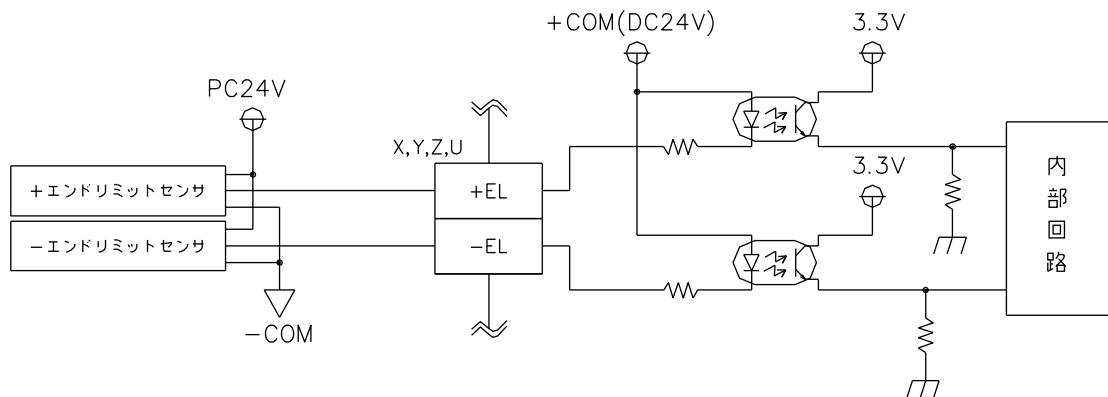 +COM(DC24V)
3.3V
PC24V
X,Y,Z,U
+エンドリミットセンサ
+EL
3.3V
内部回路
−エンドリミットセンサ
−EL
−COM